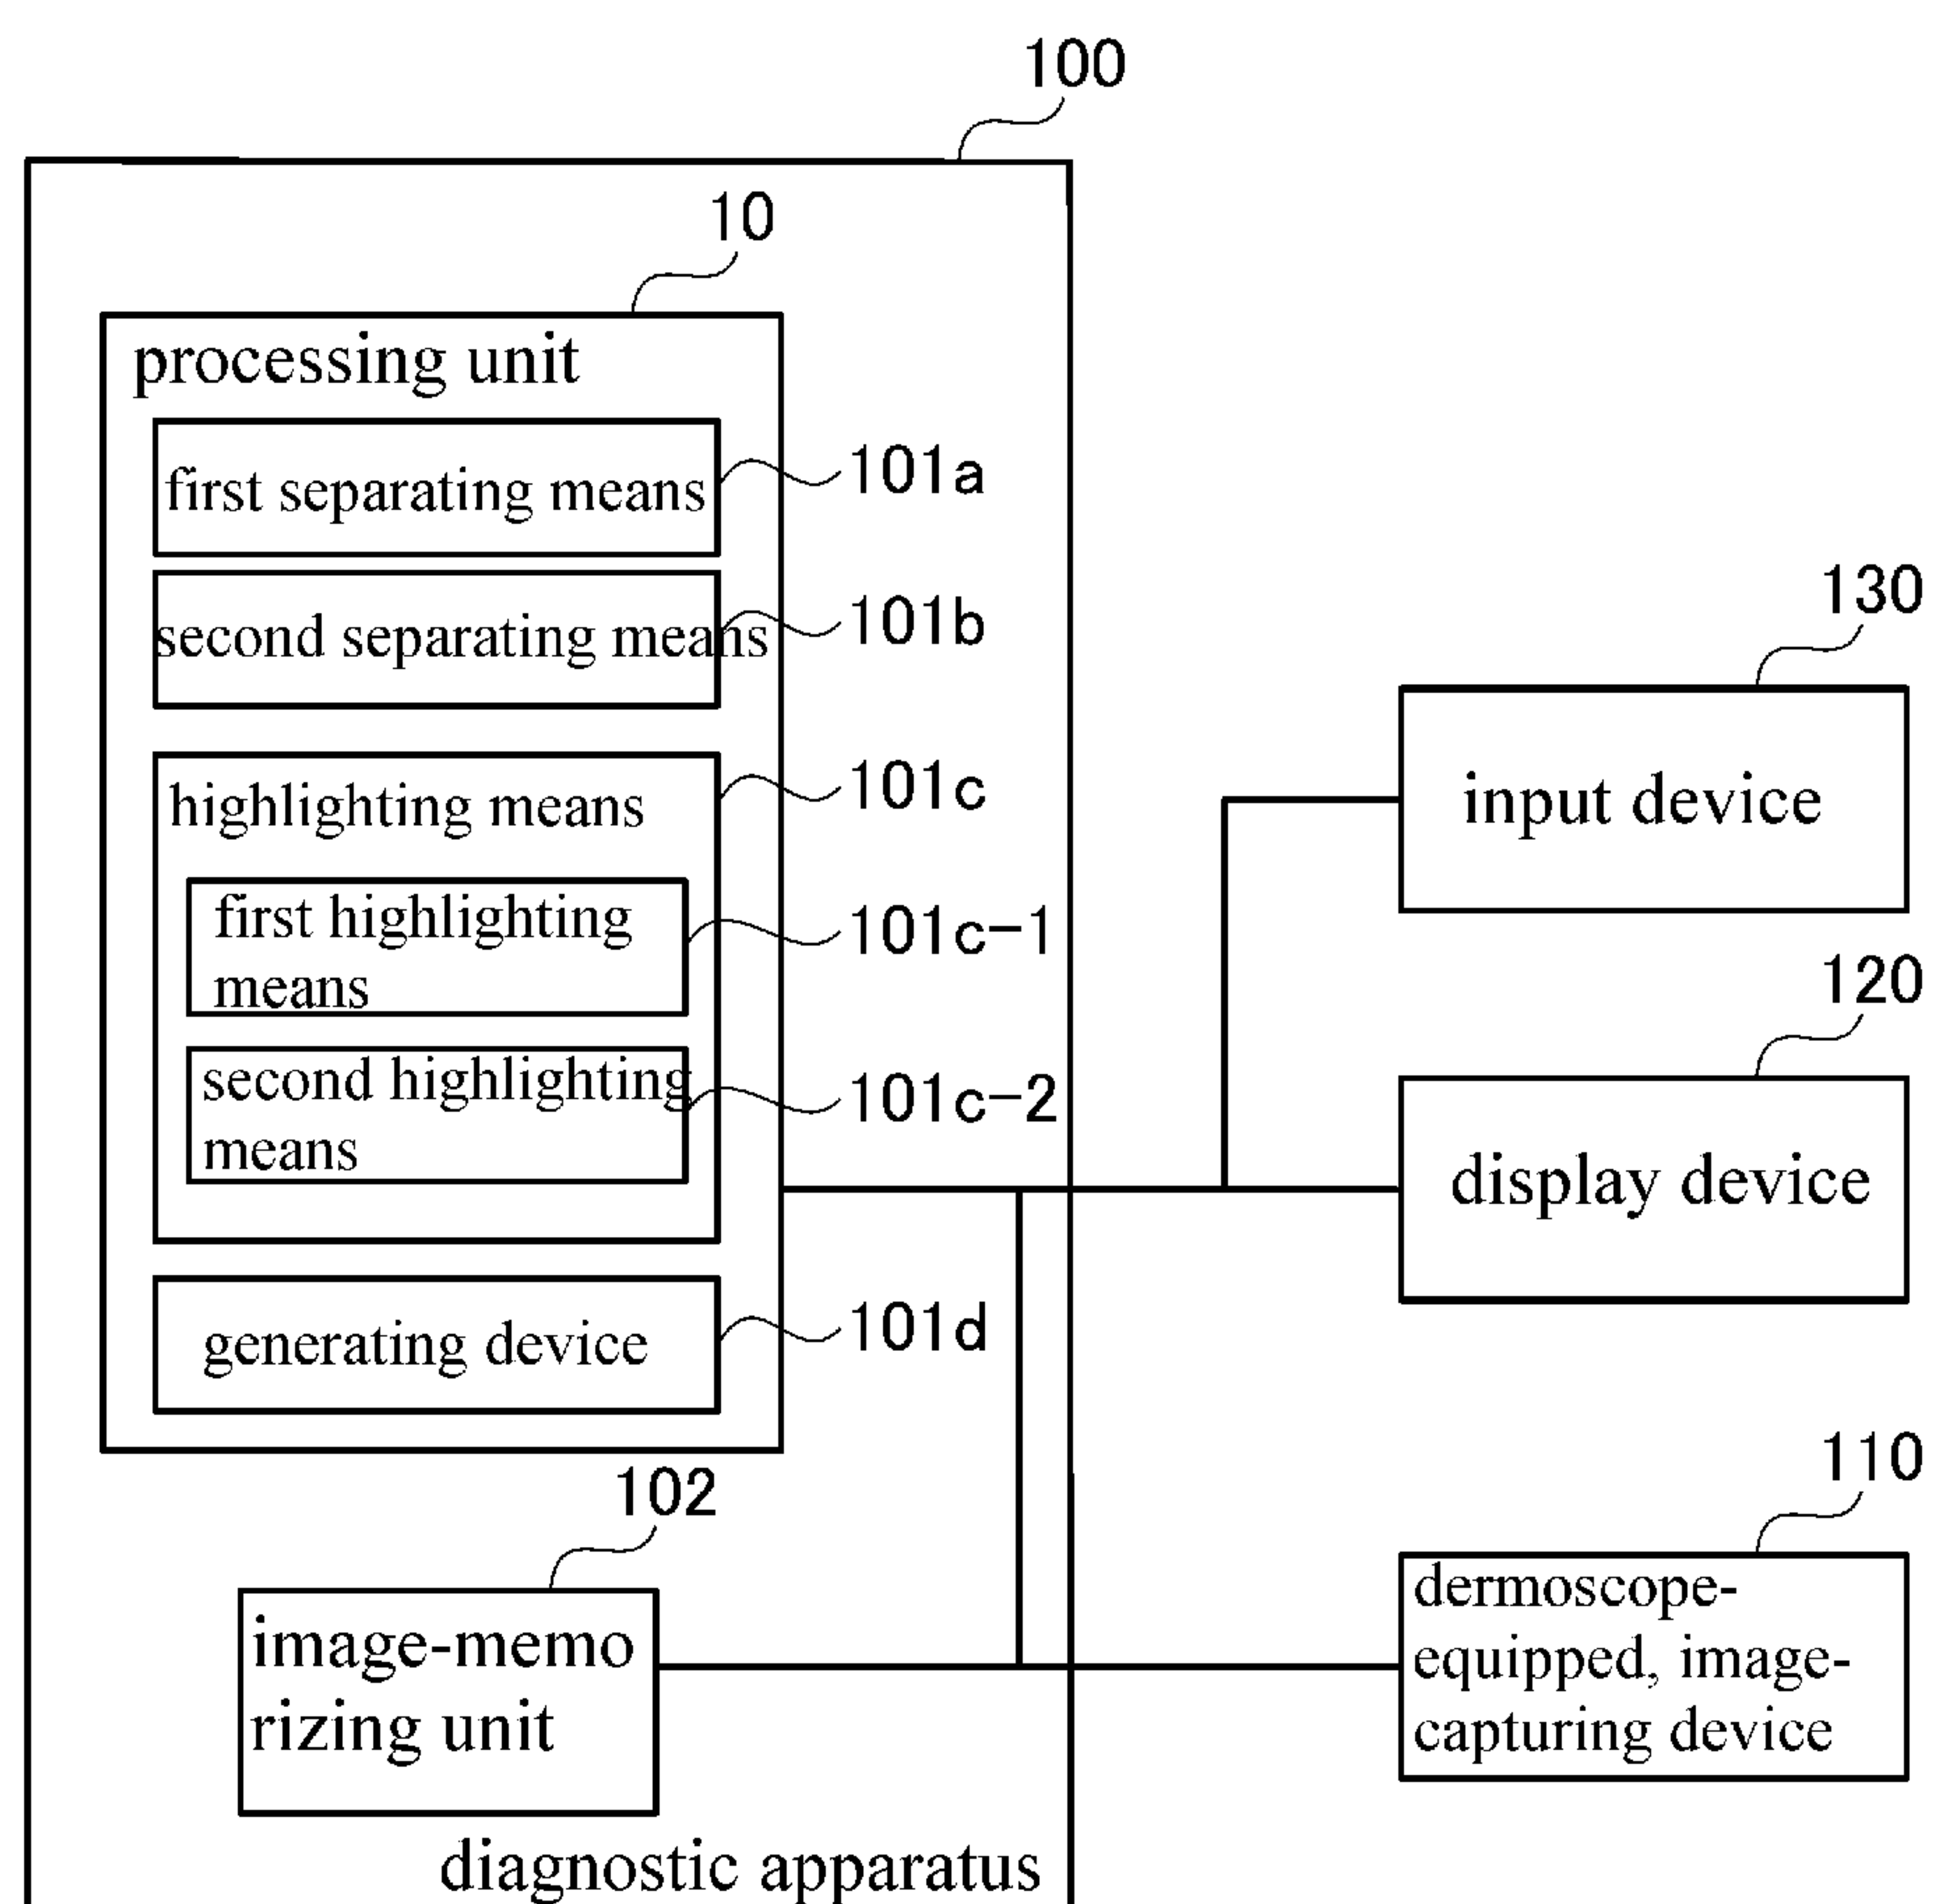 100
10
processing unit
first separating means
101a
second separating means
101b
highlighting means
101c
first highlighting
means
101c-1
second highlighting
means
101c-2
generating device
101d
102
image-memo
rizing unit
diagnostic apparatus
130
input device
120
display device
110
dermoscope-
equipped, image-
capturing device